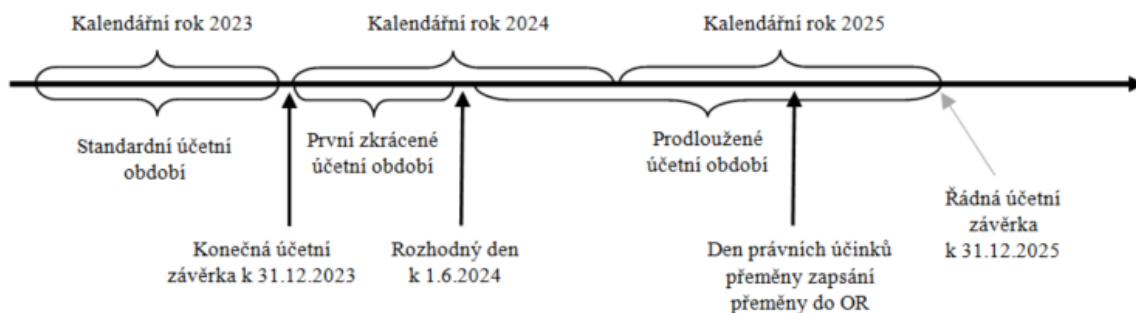 Kalendářní rok 2023
Kalendářní rok 2024
Kalendářní rok 2025
Standardní účetní
období
První zkrácené
účetní období
Prodloužené
účetní období
Konečná účetní
závěrka k 31.12.2023
Rozhodný den
k 1.6.2024
Den právních účinků
přeměny zapsání
přeměny do OR
Řádná účetní
závěrka
k 31.12.2025